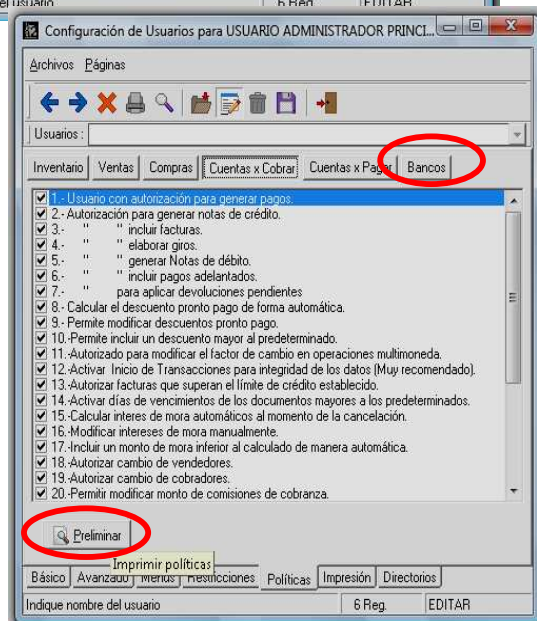 el usuario 6 Reg. EDITAR
Configuración de Usuarios para USUARIO ADMINISTRADOR PRINCI...
Archivos Páginas
Usuarios :
Inventario Ventas Compras Cuentas x Cobrar Cuentas x Pagar Bancos
1.- Usuario con autorización para generar pagos.
2.- Autorización para generar notas de crédito.
3.- " " incluir facturas.
4.- " " elaborar giros.
5.- " " generar Notas de débito.
6.- " " incluir pagos adelantados.
7.- " para aplicar devoluciones pendientes
8.- Calcular el descuento pronto pago de forma automática.
9.- Permite modificar descuentos pronto pago.
10.-Permite incluir un descuento mayor al predeterminado.
11.-Autorizado para modificar el factor de cambio en operaciones multimoneda.
12.-Activar Inicio de Transacciones para integridad de los datos (Muy recomendado).
13.-Autorizar facturas que superan el límite de crédito establecido.
14.-Activar días de vencimientos de los documentos mayores a los predeterminados.
15.-Calcular interes de mora automáticos al momento de la cancelación.
16.-Modificar intereses de mora manualmente.
17.-Incluir un monto de mora inferior al calculado de manera automática.
18.-Autorizar cambio de vendedores.
19.-Autorizar cambio de cobradores.
20.-Permitir modificar monto de comisiones de cobranza.
Preliminar
Imprimir políticas
Básico Avanzado Menús Restricciones Políticas Impresión Directorios
Indique nombre del usuario 6 Reg. EDITAR